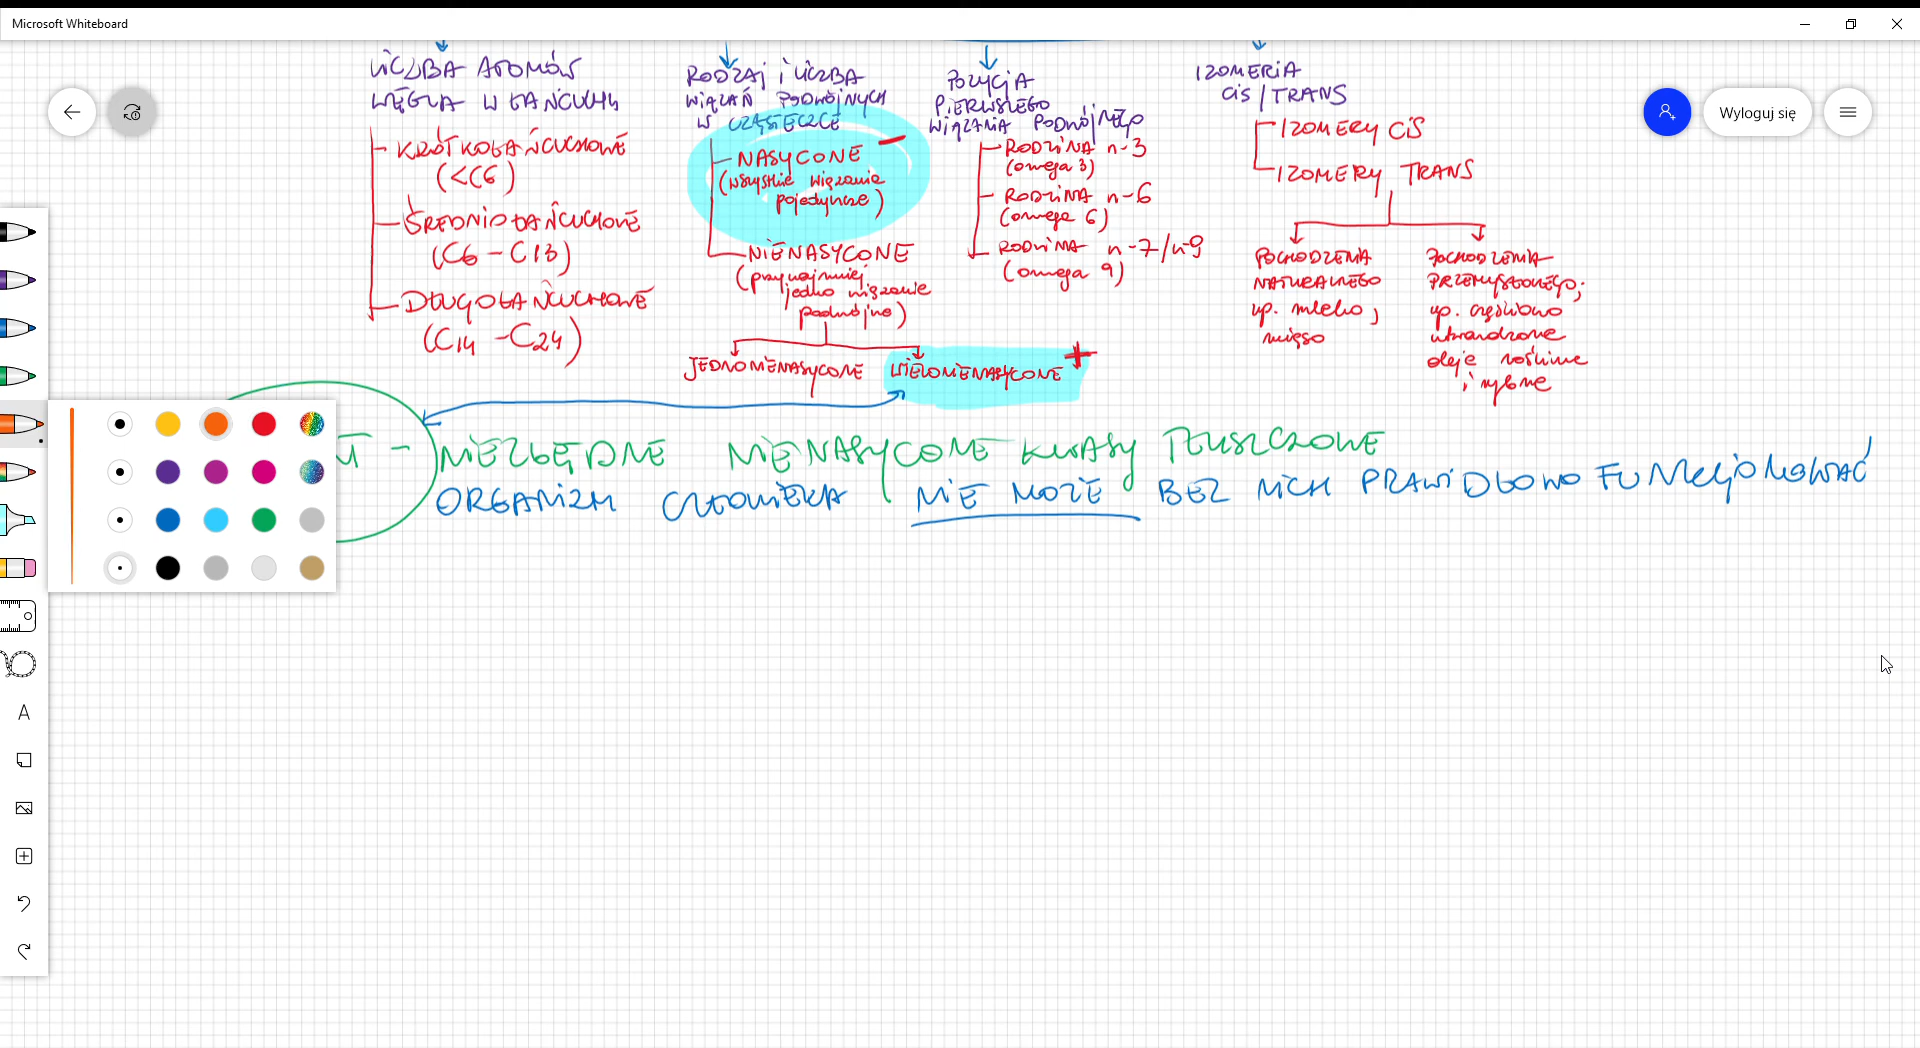 Microsoft Whiteboard
Wyloguj się
LICZBA ATOMÓW
WĘGLA W ŁAŃCUCHU
KRÓTKOŁAŃCUCHOWE
(<C6)
ŚREDNIOŁAŃCUCHOWE
(C6 - C13)
DŁUGOŁAŃCUCHOWE
(C14 - C24)
RODZAJ I LICZBA
WIĄZAŃ PODWÓJNYCH
W CZĄSTECZCE
NASYCONE
(wszystkie wiązania
pojedyncze)
NIENASYCONE
(przynajmniej
jedno wiązanie
podwójne)
JEDNONIENASYCONE
WIELONIENASYCONE
POZYCJA
PIERWSZEGO
WIĄZANIA PODWÓJNEGO
RODZINA n-3
(omega 3)
RODZINA n-6
(omega 6)
RODZINA n-7/n-9
(omega 9)
IZOMERIA
CIS/TRANS
IZOMERY CIS
IZOMERY TRANS
POCHODZENIA
NATURALNEGO
np. mleko,
mięso
POCHODZENIA
PRZEMYSŁOWEGO;
np. częściowo
utwardzone
oleje roślinne
i rybne
- NIEZBĘDNE NIENASYCONE KWASY TŁUSZCZOWE
ORGANIZM CZŁOWIEKA NIE MOŻE BEZ NICH PRAWIDŁOWO FUNKCJONOWAĆ
A